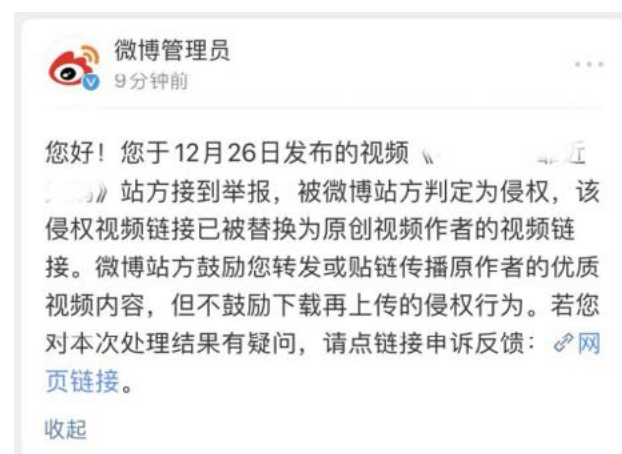 微博管理员
9分钟前
您好！您于12月26日发布的视频《 近
》站方接到举报，被微博站方判定为侵权，该
侵权视频链接已被替换为原创视频作者的视频链
接。微博站方鼓励您转发或贴链传播原作者的优质
视频内容，但不鼓励下载再上传的侵权行为。若您
对本次处理结果有疑问，请点链接申诉反馈：网
页链接。
收起